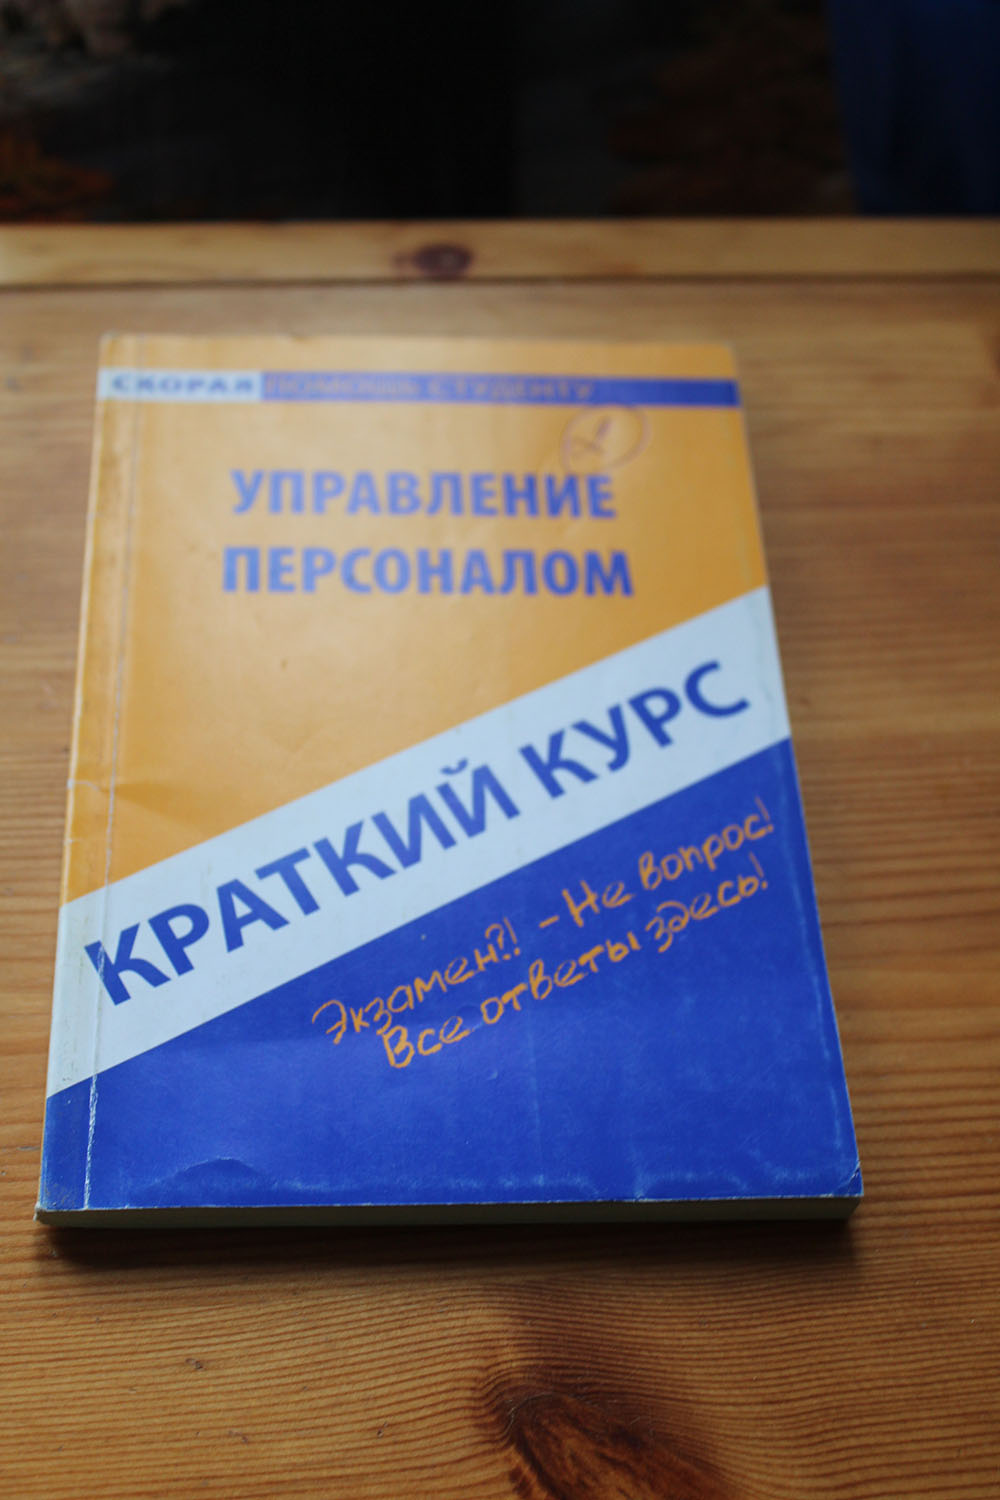 СКОРАЯ ПОМОЩЬ СТУДЕНТУ
УПРАВЛЕНИЕ
ПЕРСОНАЛОМ
КРАТКИЙ КУРС
Экзамен?! - Не вопрос!
Все ответы здесь!